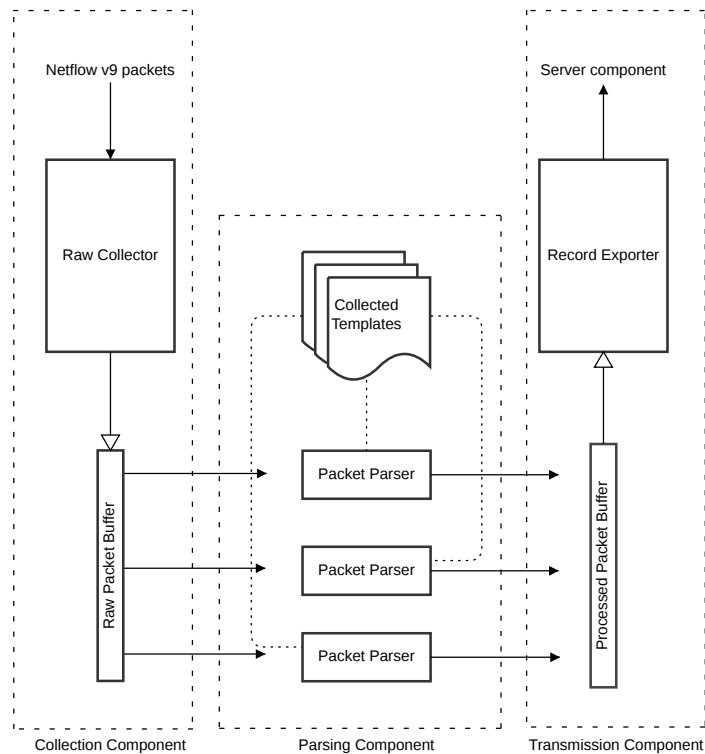 Netflow v9 packets
Server component
Raw Collector
Record Exporter
Collected
Templates
Raw Packet Buffer
Packet Parser
Packet Parser
Packet Parser
Processed Packet Buffer
Collection Component
Parsing Component
Transmission Component